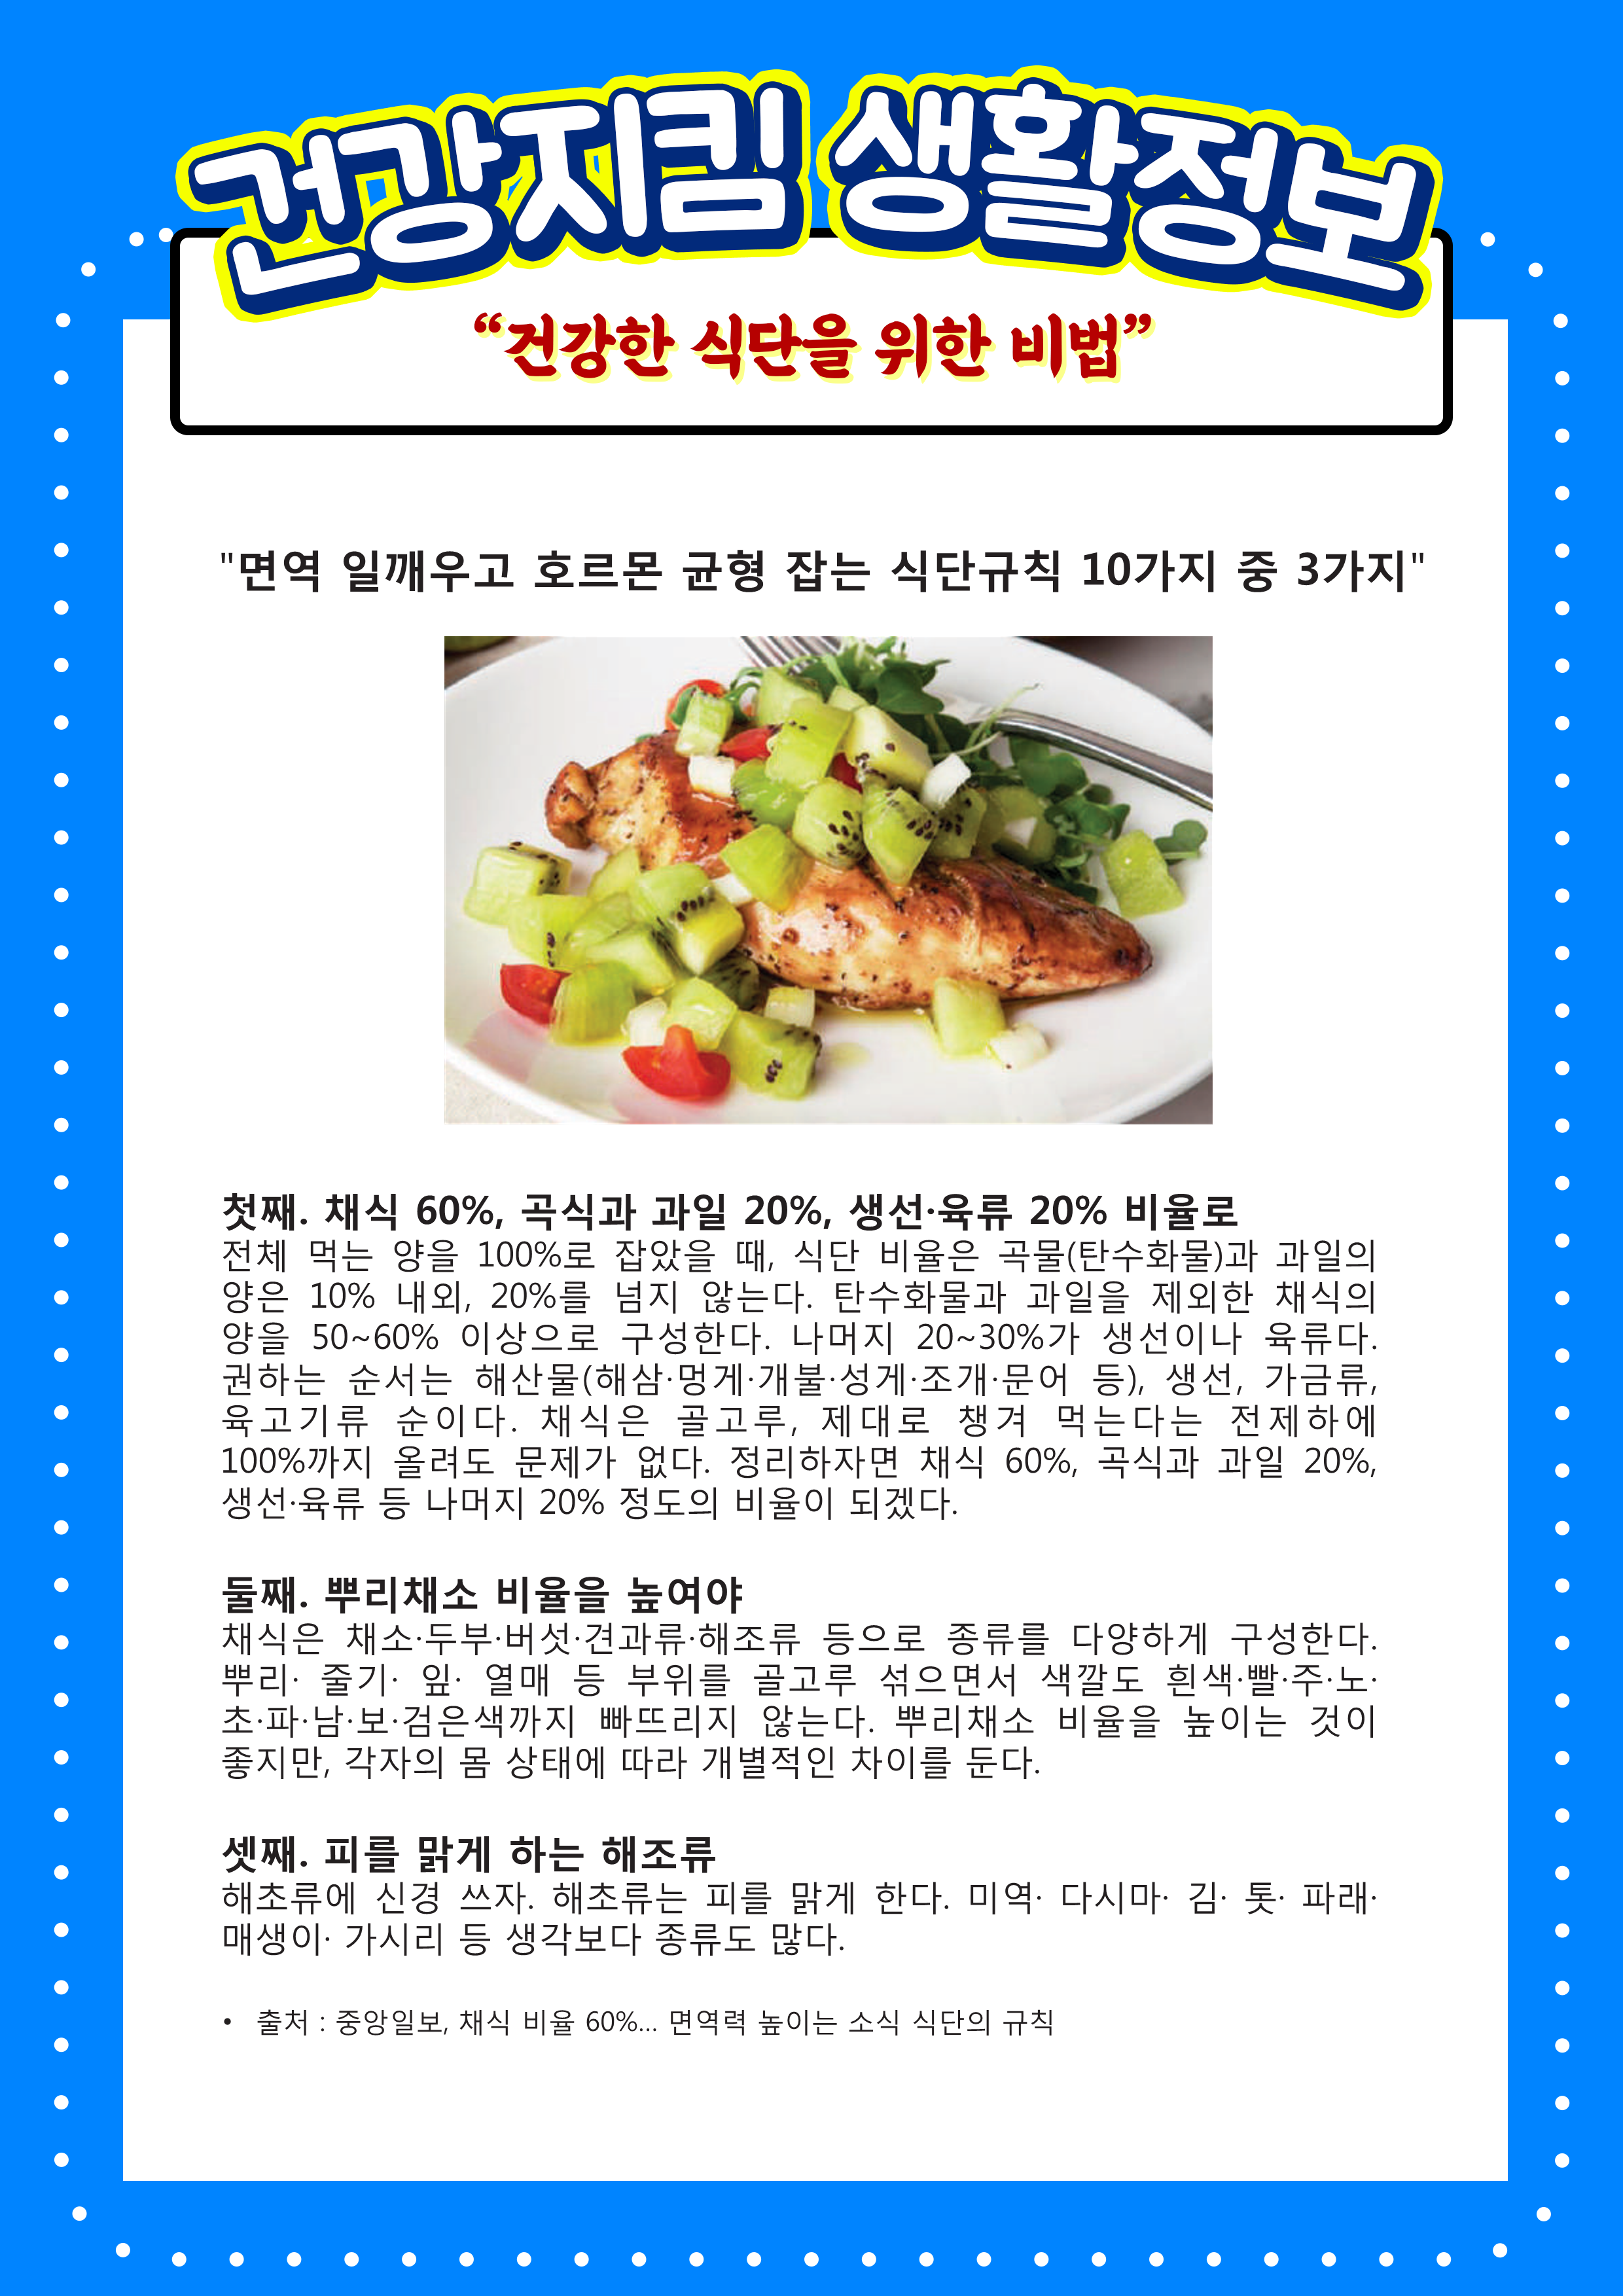 건강지킴 생활정보
“건강한 식단을 위한 비법”
"면역 일깨우고 호르몬 균형 잡는 식단규칙 10가지 중 3가지"
첫째. 채식 60%, 곡식과 과일 20%, 생선·육류 20% 비율로
전체 먹는 양을 100%로 잡았을 때, 식단 비율은 곡물(탄수화물)과 과일의
양은 10% 내외, 20%를 넘지 않는다. 탄수화물과 과일을 제외한 채식의
양을 50~60% 이상으로 구성한다. 나머지 20~30%가 생선이나 육류다.
권하는 순서는 해산물(해삼·멍게·개불·성게·조개·문어 등), 생선, 가금류,
육고기류 순이다. 채식은 골고루, 제대로 챙겨 먹는다는 전제하에
100%까지 올려도 문제가 없다. 정리하자면 채식 60%, 곡식과 과일 20%,
생선·육류 등 나머지 20% 정도의 비율이 되겠다.
둘째. 뿌리채소 비율을 높여야
채식은 채소·두부·버섯·견과류·해조류 등으로 종류를 다양하게 구성한다.
뿌리· 줄기· 잎· 열매 등 부위를 골고루 섞으면서 색깔도 흰색·빨·주·노·
초·파·남·보·검은색까지 빠뜨리지 않는다. 뿌리채소 비율을 높이는 것이
좋지만, 각자의 몸 상태에 따라 개별적인 차이를 둔다.
셋째. 피를 맑게 하는 해조류
해초류에 신경 쓰자. 해초류는 피를 맑게 한다. 미역· 다시마· 김· 톳· 파래·
매생이· 가시리 등 생각보다 종류도 많다.
• 출처 : 중앙일보, 채식 비율 60%... 면역력 높이는 소식 식단의 규칙